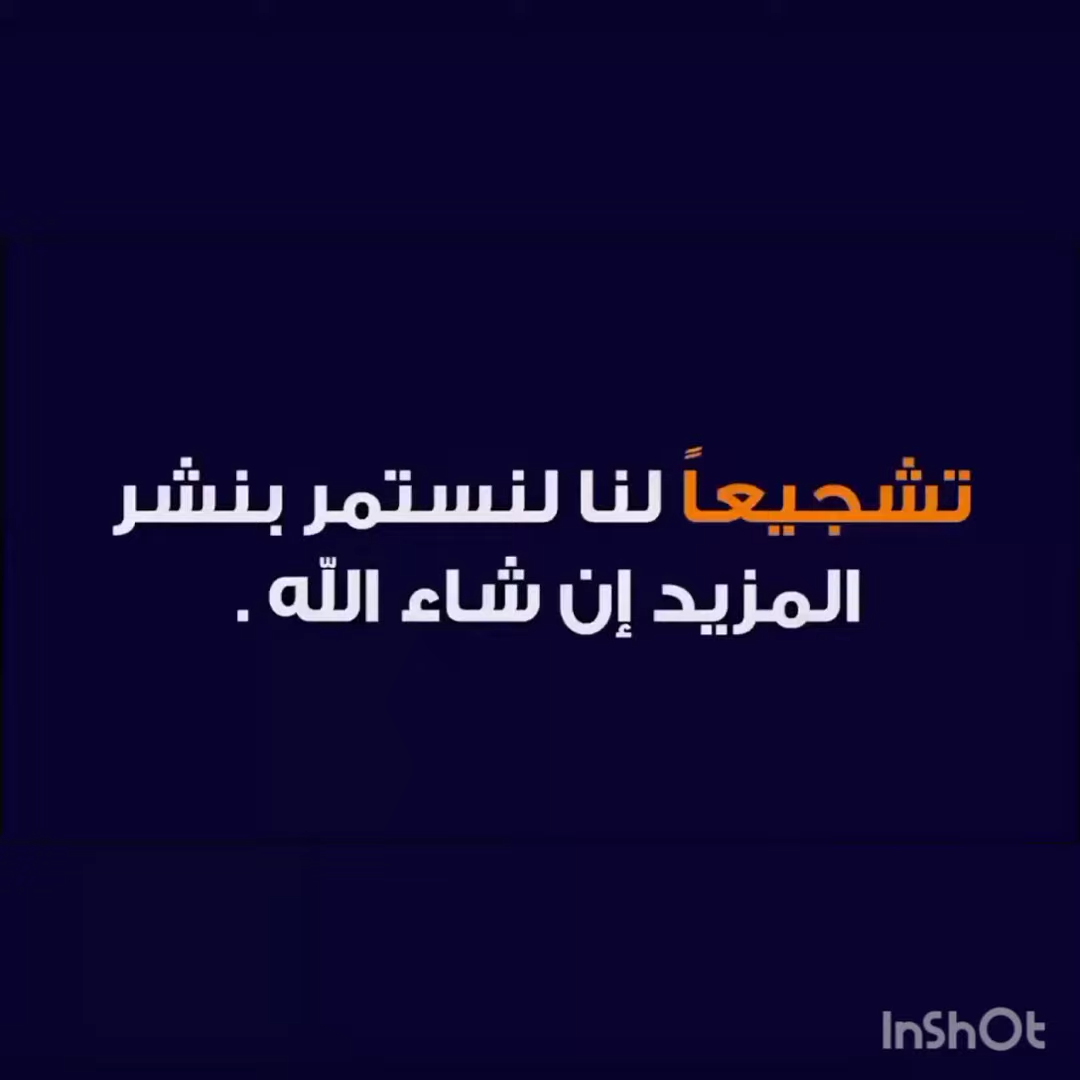 تشجيعاً لنا لنستمر بنشر
المزيد إن شاء الله .
InShOt